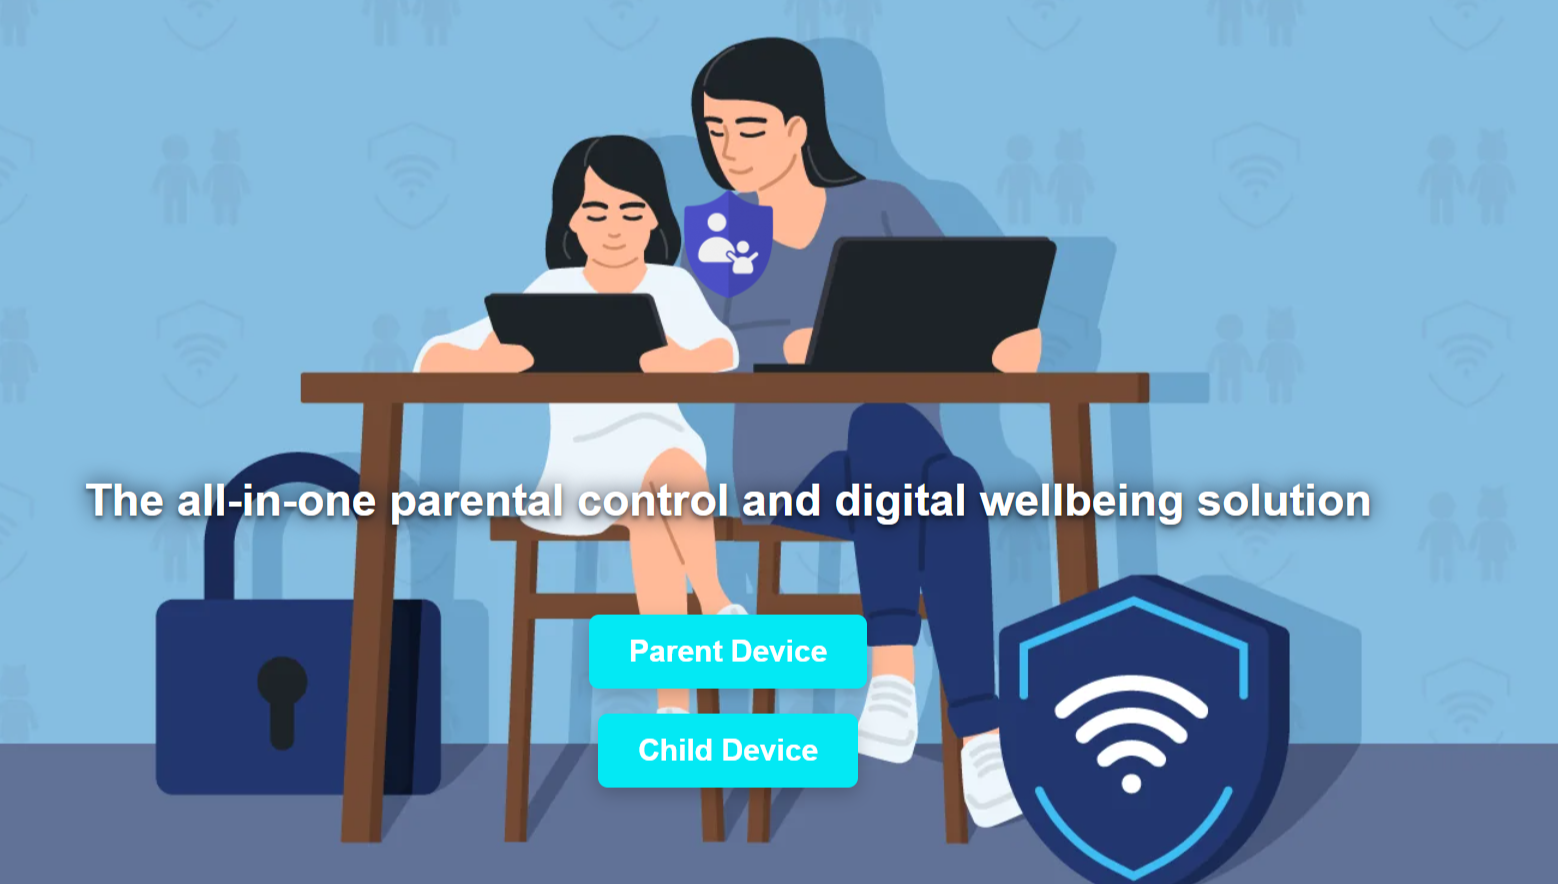 The all-in-one parental control and digital wellbeing solution
Parent Device
Child Device